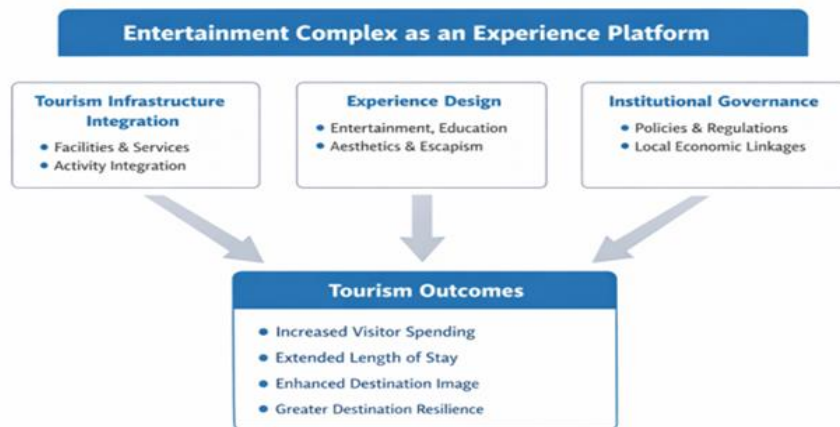 Entertainment Complex as an Experience Platform
Tourism Infrastructure
Integration
• Facilities & Services
• Activity Integration
Experience Design
• Entertainment, Education
• Aesthetics & Escapism
Institutional Governance
• Policies & Regulations
• Local Economic Linkages
Tourism Outcomes
• Increased Visitor Spending
• Extended Length of Stay
• Enhanced Destination Image
• Greater Destination Resilience